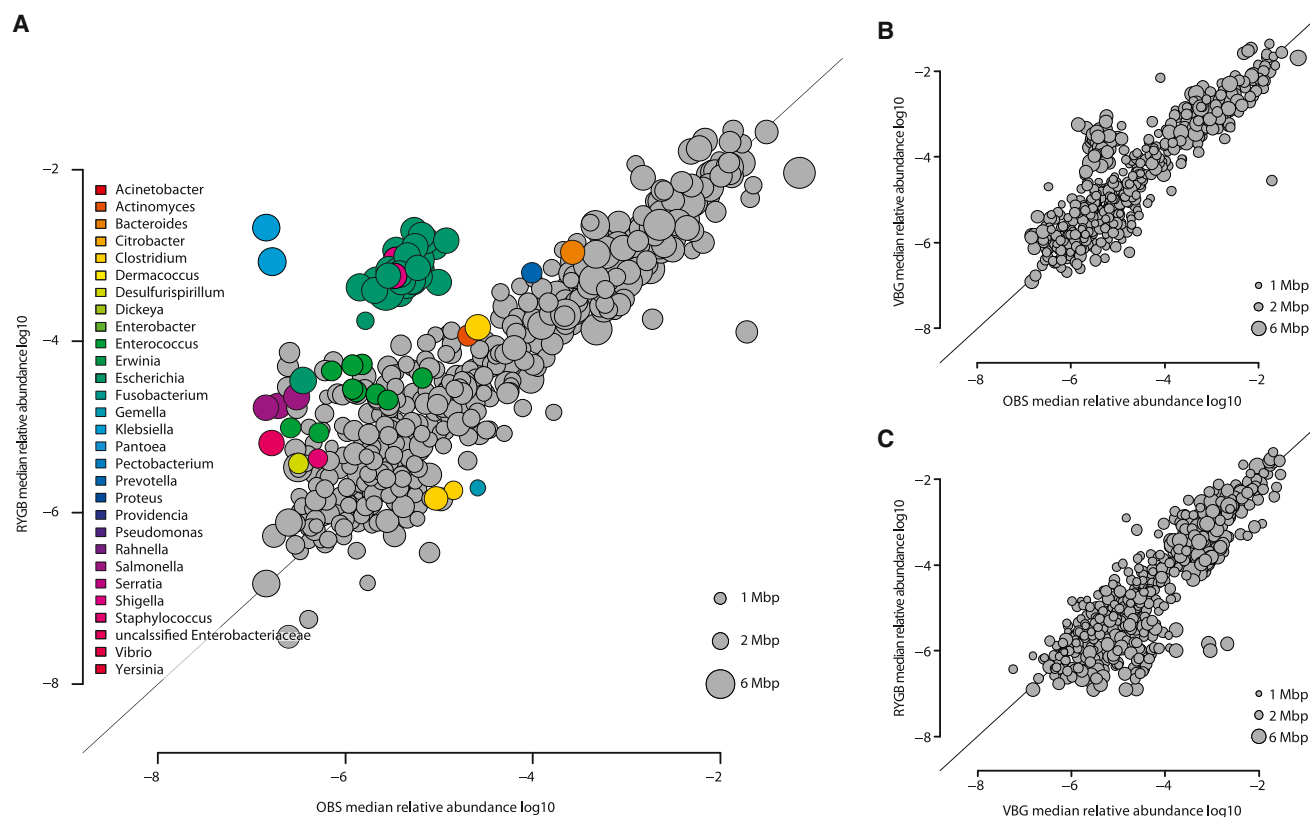 A
RYGB median relative abundance log10
−2
−4
−6
−8
Acinetobacter
Actinomyces
Bacteroides
Citrobacter
Clostridium
Dermacoccus
Desulfurispirillum
Dickeya
Enterobacter
Enterococcus
Erwinia
Escherichia
Fusobacterium
Gemella
Klebsiella
Pantoea
Pectobacterium
Prevotella
Proteus
Providencia
Pseudomonas
Rahnella
Salmonella
Serratia
Shigella
Staphylococcus
uncalssified Enterobacteriaceae
Vibrio
Yersinia
1 Mbp
2 Mbp
6 Mbp
−8
−6
−4
−2
OBS median relative abundance log10
B
VBG median relative abundance log10
−2
−4
−6
−8
1 Mbp
2 Mbp
6 Mbp
−8
−6
−4
−2
OBS median relative abundance log10
C
RYGB median relative abundance log10
−2
−4
−6
−8
1 Mbp
2 Mbp
6 Mbp
−8
−6
−4
−2
VBG median relative abundance log10